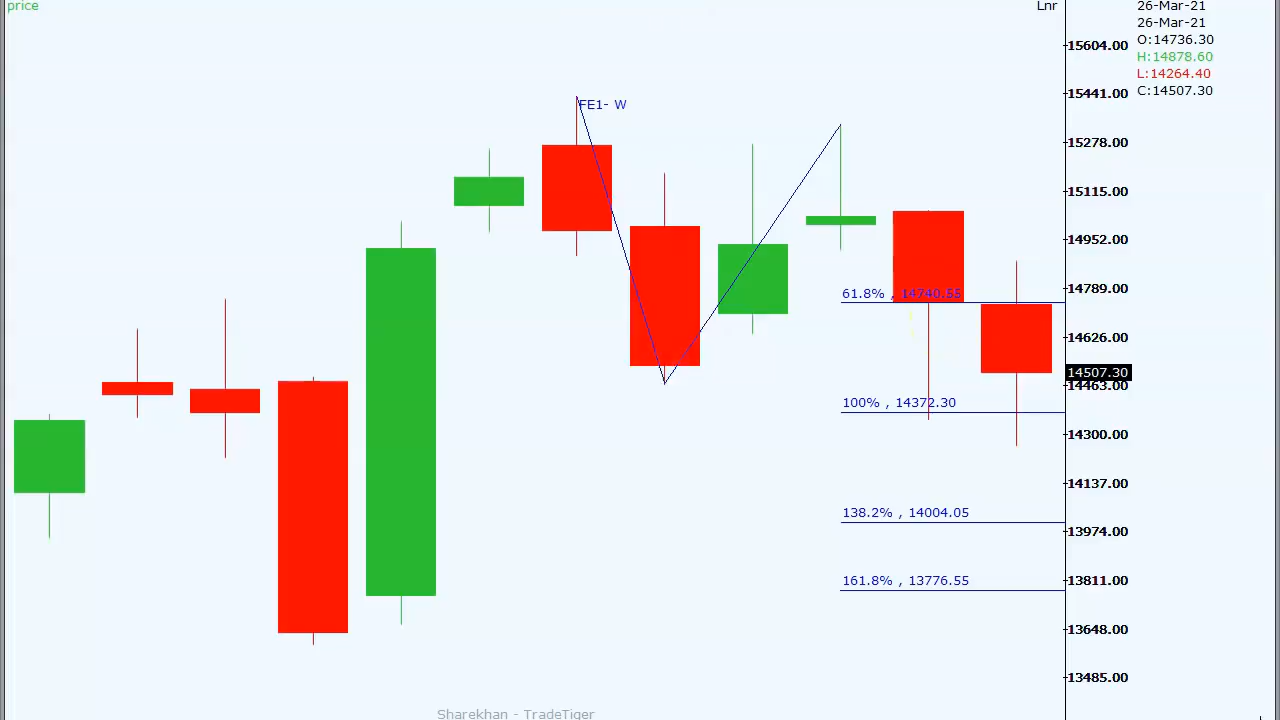 price
Lnr
26-Mar-21
26-Mar-21
O:14736.30
H:14878.60
L:14264.40
C:14507.30
15604.00
15441.00
15278.00
15115.00
14952.00
14789.00
14626.00
14507.30
14463.00
14300.00
14137.00
13974.00
13811.00
13648.00
13485.00
FE1- W
61.8% , 14740.55
100% , 14372.30
138.2% , 14004.05
161.8% , 13776.55
Sharekhan - TradeTiger